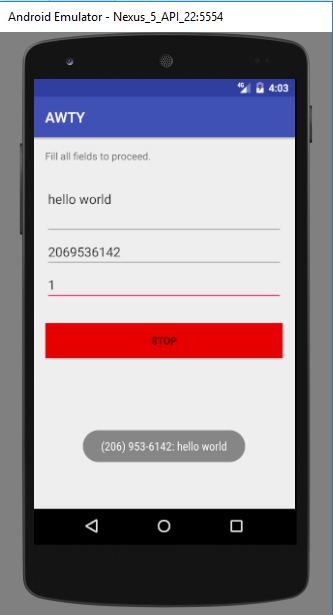 Android Emulator - Nexus_5_API_22:5554
4G 4:03
AWTY
Fill all fields to proceed.
hello world
2069536142
1
STOP
(206) 953-6142: hello world